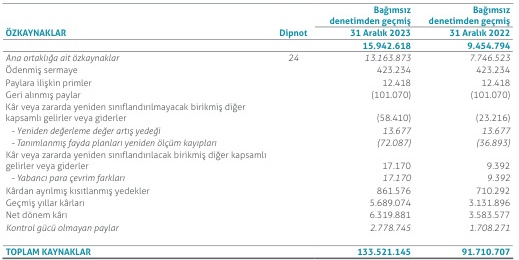 Bağımsız Bağımsız
denetimden geçmiş denetimden geçmiş
ÖZKAYNAKLAR Dipnot 31 Aralık 2023 31 Aralık 2022
15.942.618 9.454.794
Ana ortaklığa ait özkaynaklar 24 13.163.873 7.746.523
Ödenmiş sermaye 423.234 423.234
Paylara ilişkin primler 12.418 12.418
Geri alınmış paylar (101.070) (101.070)
Kâr veya zararda yeniden sınıflandırılmayacak birikmiş diğer
kapsamlı gelirler veya giderler (58.410) (23.216)
- Yeniden değerleme değer artış yedeği 13.677 13.677
- Tanımlanmış fayda planları yeniden ölçüm kayıpları (72.087) (36.893)
Kâr veya zararda yeniden sınıflandırılacak birikmiş diğer kapsamlı
gelirler veya giderler 17.170 9.392
- Yabancı para çevrim farkları 17.170 9.392
Kârdan ayrılmış kısıtlanmış yedekler 861.576 710.292
Geçmiş yıllar kârları 5.689.074 3.131.896
Net dönem kârı 6.319.881 3.583.577
Kontrol gücü olmayan paylar 2.778.745 1.708.271
TOPLAM KAYNAKLAR 133.521.145 91.710.707